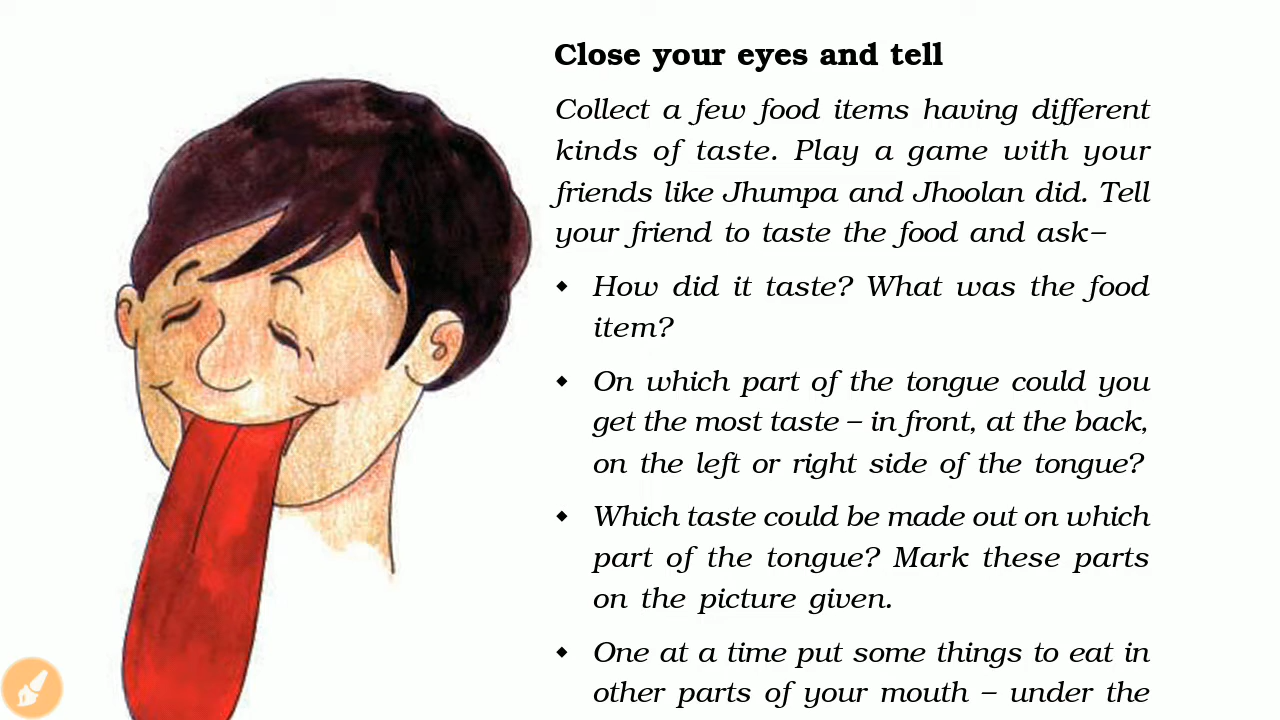 Close your eyes and tell
Collect a few food items having different
kinds of taste. Play a game with your
friends like Jhumpa and Jhoolan did. Tell
your friend to taste the food and ask–
◆ How did it taste? What was the food
item?
◆ On which part of the tongue could you
get the most taste – in front, at the back,
on the left or right side of the tongue?
◆ Which taste could be made out on which
part of the tongue? Mark these parts
on the picture given.
◆ One at a time put some things to eat in
other parts of your mouth – under the